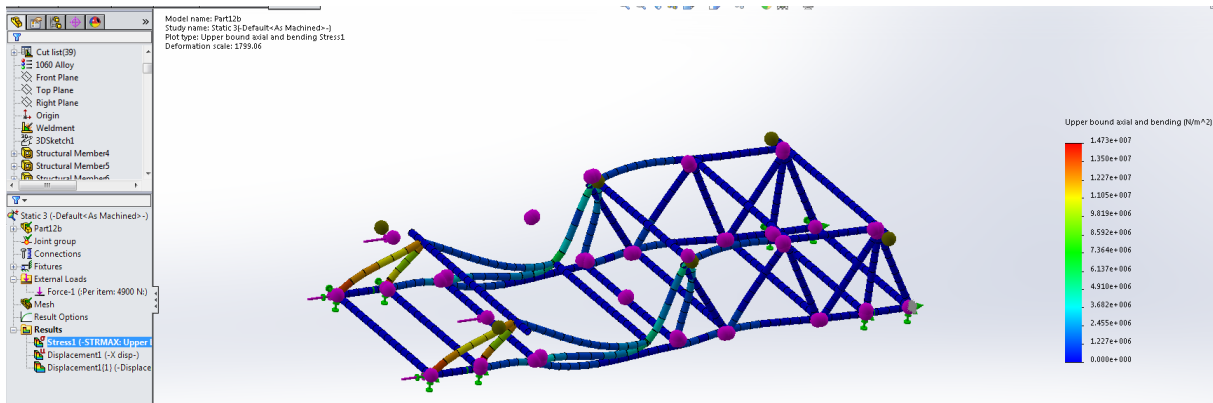 Model name: Part12b
Study name: Static 3(-Default<As Machined>-)
Plot type: Upper bound axial and bending Stress1
Deformation scale: 1799.06
Cut list(39)
1060 Alloy
Front Plane
Top Plane
Right Plane
Origin
Weldment
3DSketch1
Structural Member4
Structural Member5
Structural Member6
Static 3 (-Default<As Machined>-)
Part12b
Joint group
Connections
Fixtures
External Loads
Force-1 (:Per item: 4900 N:)
Mesh
Result Options
Results
Stress1 (-STRMAX: Upper
Displacement1 (-X disp-)
Displacement1(1) (-Displace
Upper bound axial and bending (N/m^2)
1.473e+007
1.350e+007
1.227e+007
1.105e+007
9.819e+006
8.592e+006
7.364e+006
6.137e+006
4.910e+006
3.682e+006
2.455e+006
1.227e+006
0.000e+000